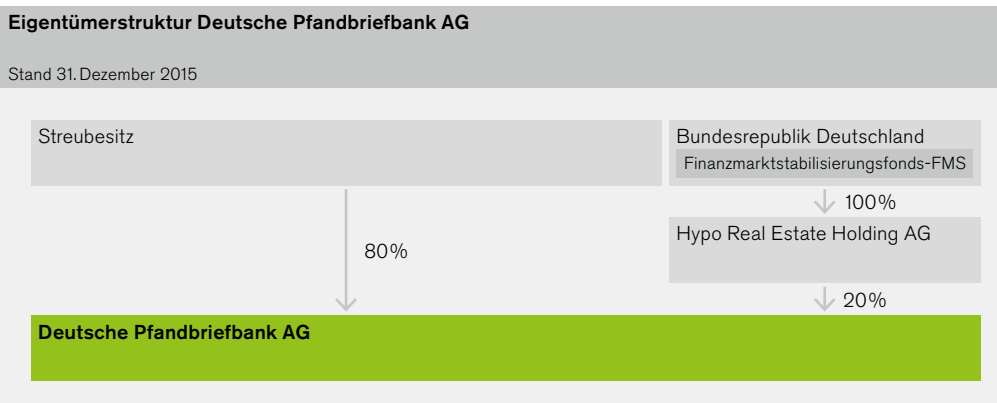 Eigentümerstruktur Deutsche Pfandbriefbank AG
Stand 31. Dezember 2015
Streubesitz
Bundesrepublik Deutschland
Finanzmarktstabilisierungsfonds-FMS
100%
Hypo Real Estate Holding AG
80%
20%
Deutsche Pfandbriefbank AG